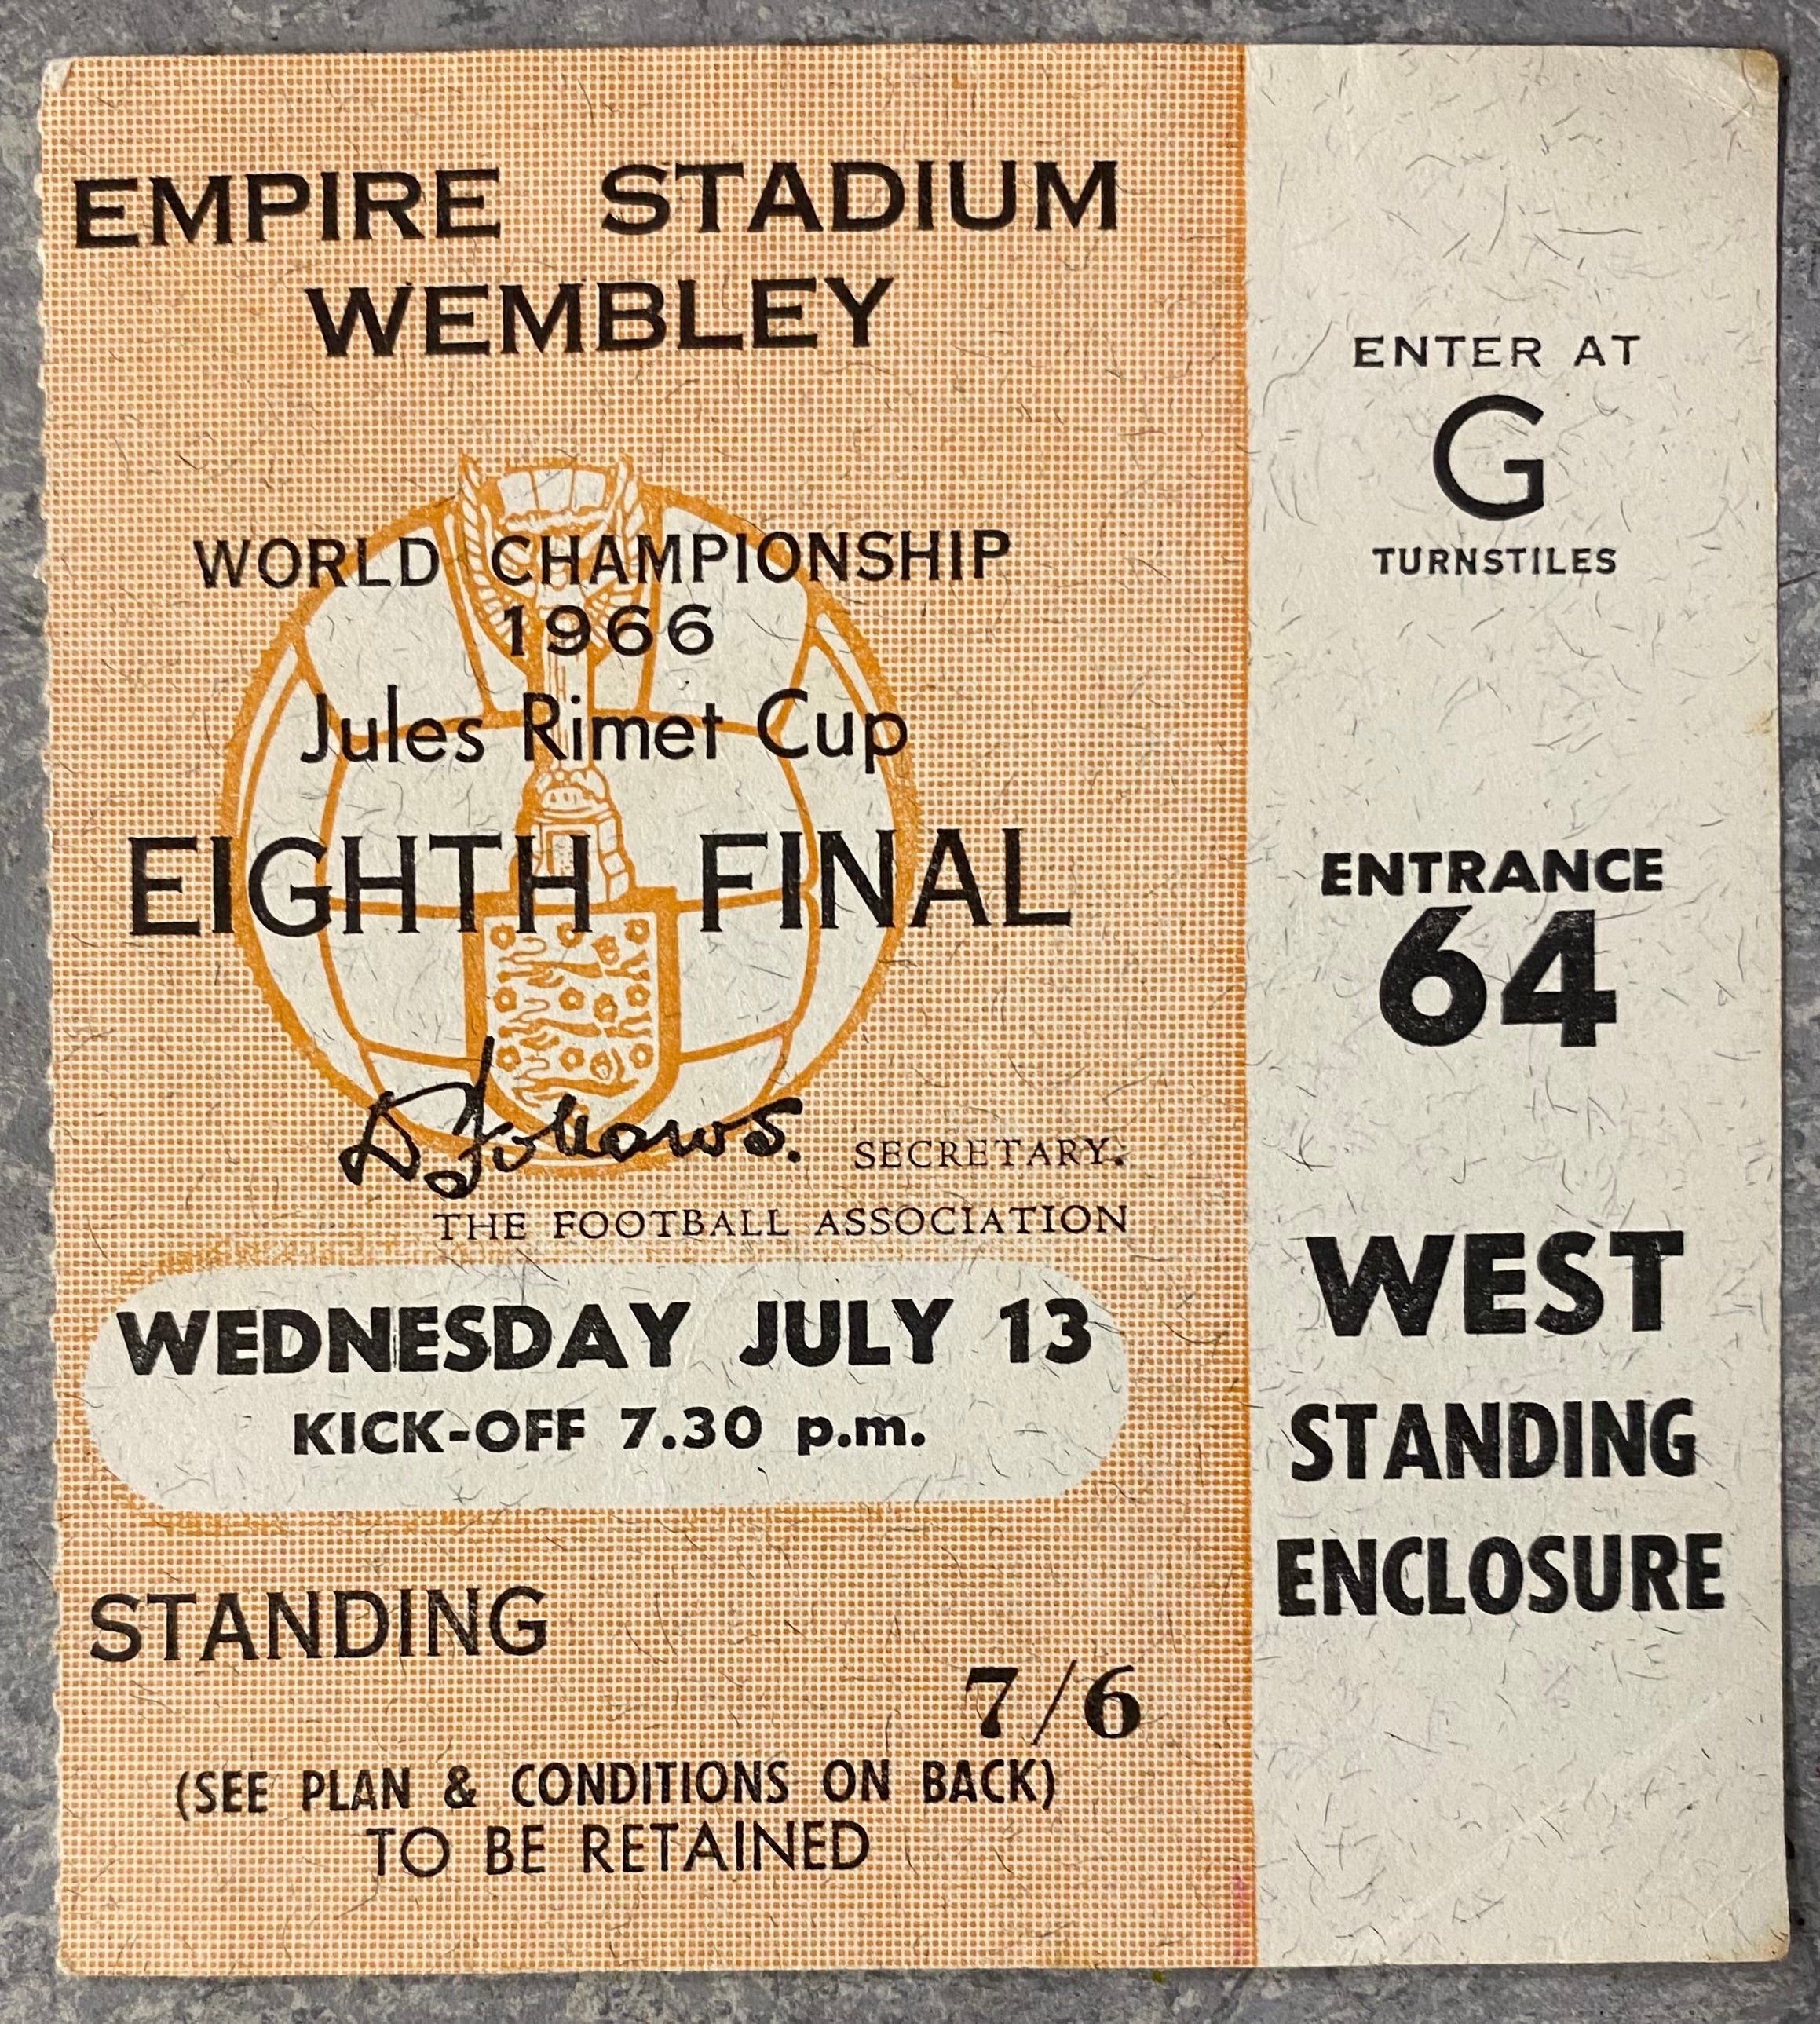 EMPIRE STADIUM
WEMBLEY
WORLD CHAMPIONSHIP
1966
Jules Rimet Cup
EIGHTH FINAL
D Follows. SECRETARY.
THE FOOTBALL ASSOCIATION
WEDNESDAY JULY 13
KICK-OFF 7.30 p.m.
STANDING
7/6
(SEE PLAN & CONDITIONS ON BACK)
TO BE RETAINED
ENTER AT
G
TURNSTILES
ENTRANCE
64
WEST
STANDING
ENCLOSURE